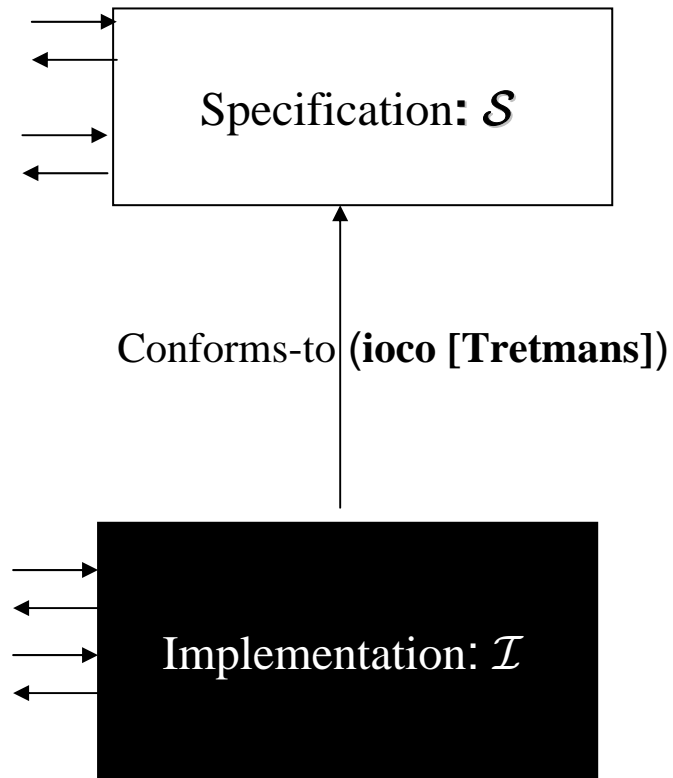 Specification: 𝒮
Conforms-to (ioco [Tretmans])
Implementation: ℐ